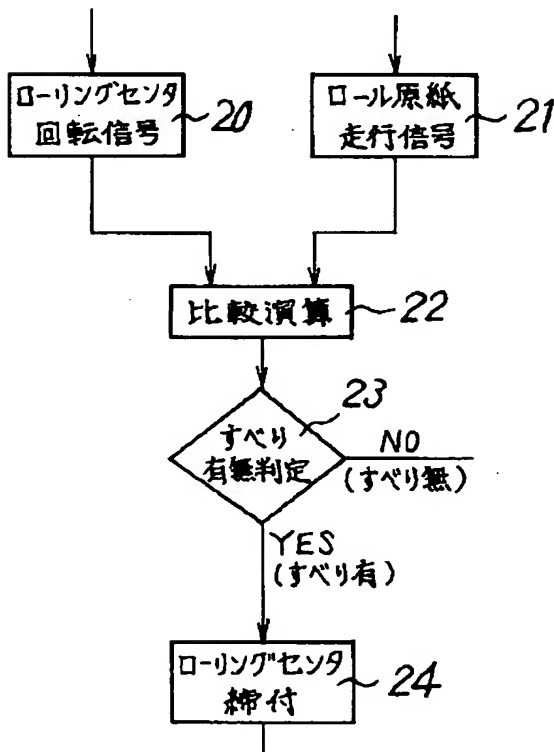 ローリングセンタ
回転信号
20
ロール原紙
走行信号
21
比較演算
22
23
すべり
有無判定
NO
(すべり無)
YES
(すべり有)
ローリングセンタ
締付
24